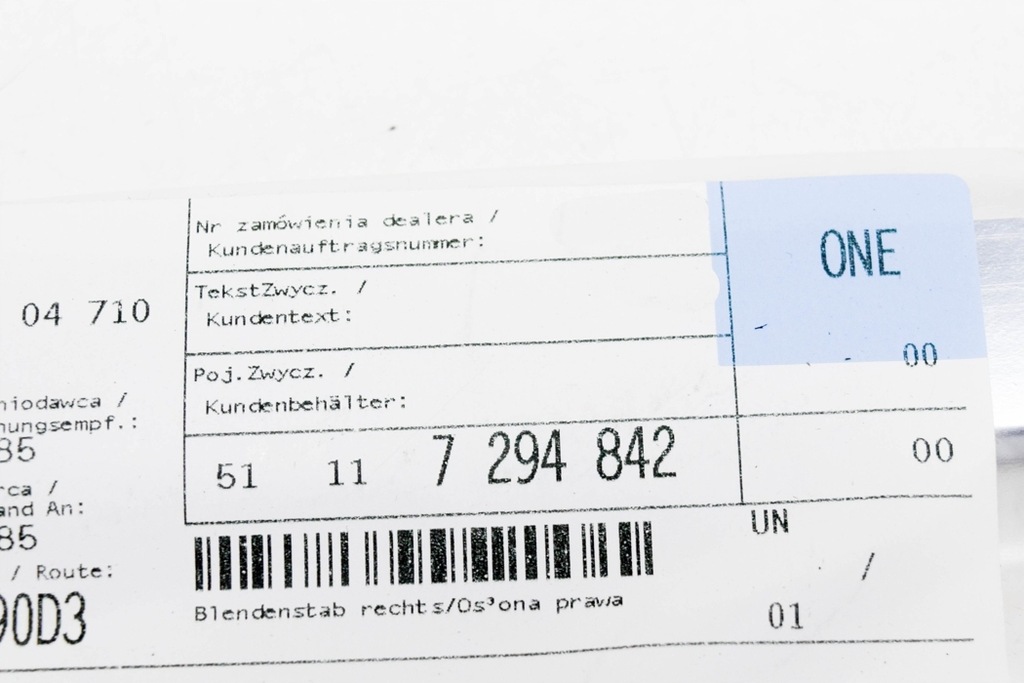 Nr zamówienia dealera /
Kundenauftragsnummer:
ONE
04 710
TekstZwycz. /
Kundentext:
00
Poj.Zwycz. /
Kundenbehälter:
niodawca /
nungsempf.:
85
51 11 7 294 842
00
rca /
and An:
85
UN
/ Route:
/
90D3
Blendenstab rechts/Os³ona prawa
01